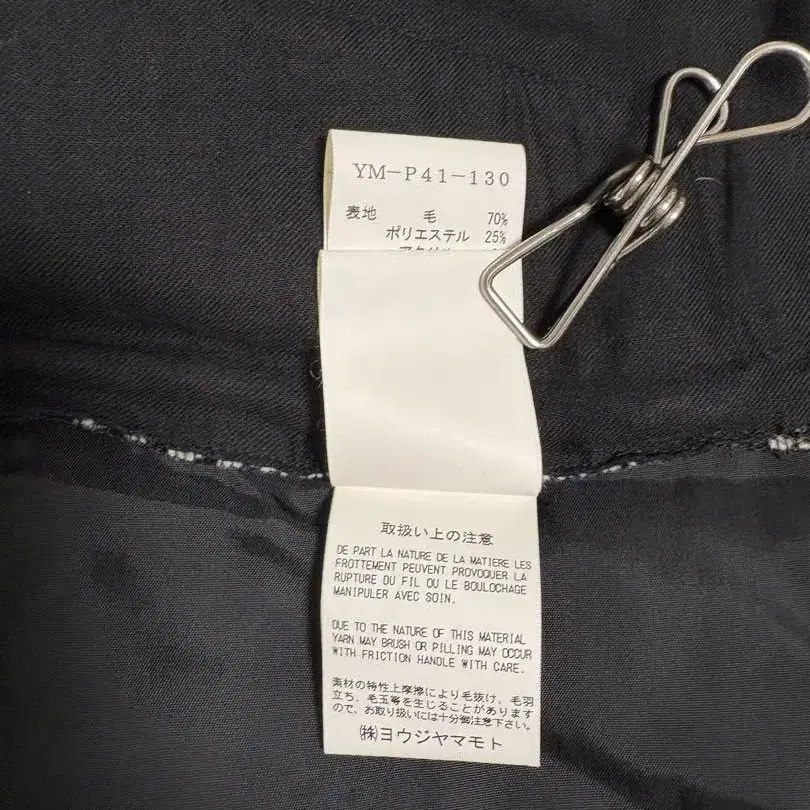 YM-P41-130
表地 毛 70%
ポリエステル 25%
取扱い上の注意
DE PART LA NATURE DE LA MATIERE LES
FROTTEMENT PEUVENT PROVOQUER LA
RUPTURE DU FIL OU LE BOULOCHAGE
MANIPULER AVEC SOIN.
DUE TO THE NATURE OF THIS MATERIAL
YARN MAY BRUSH OR PILLING MAY OCCUR
WITH FRICTION HANDLE WITH CARE.
素材の特性上摩擦により毛抜け、毛羽
立ち、毛玉等を生じることがあります
ので、お取り扱いには十分御注意下さい。
㈱ヨウジヤマモト